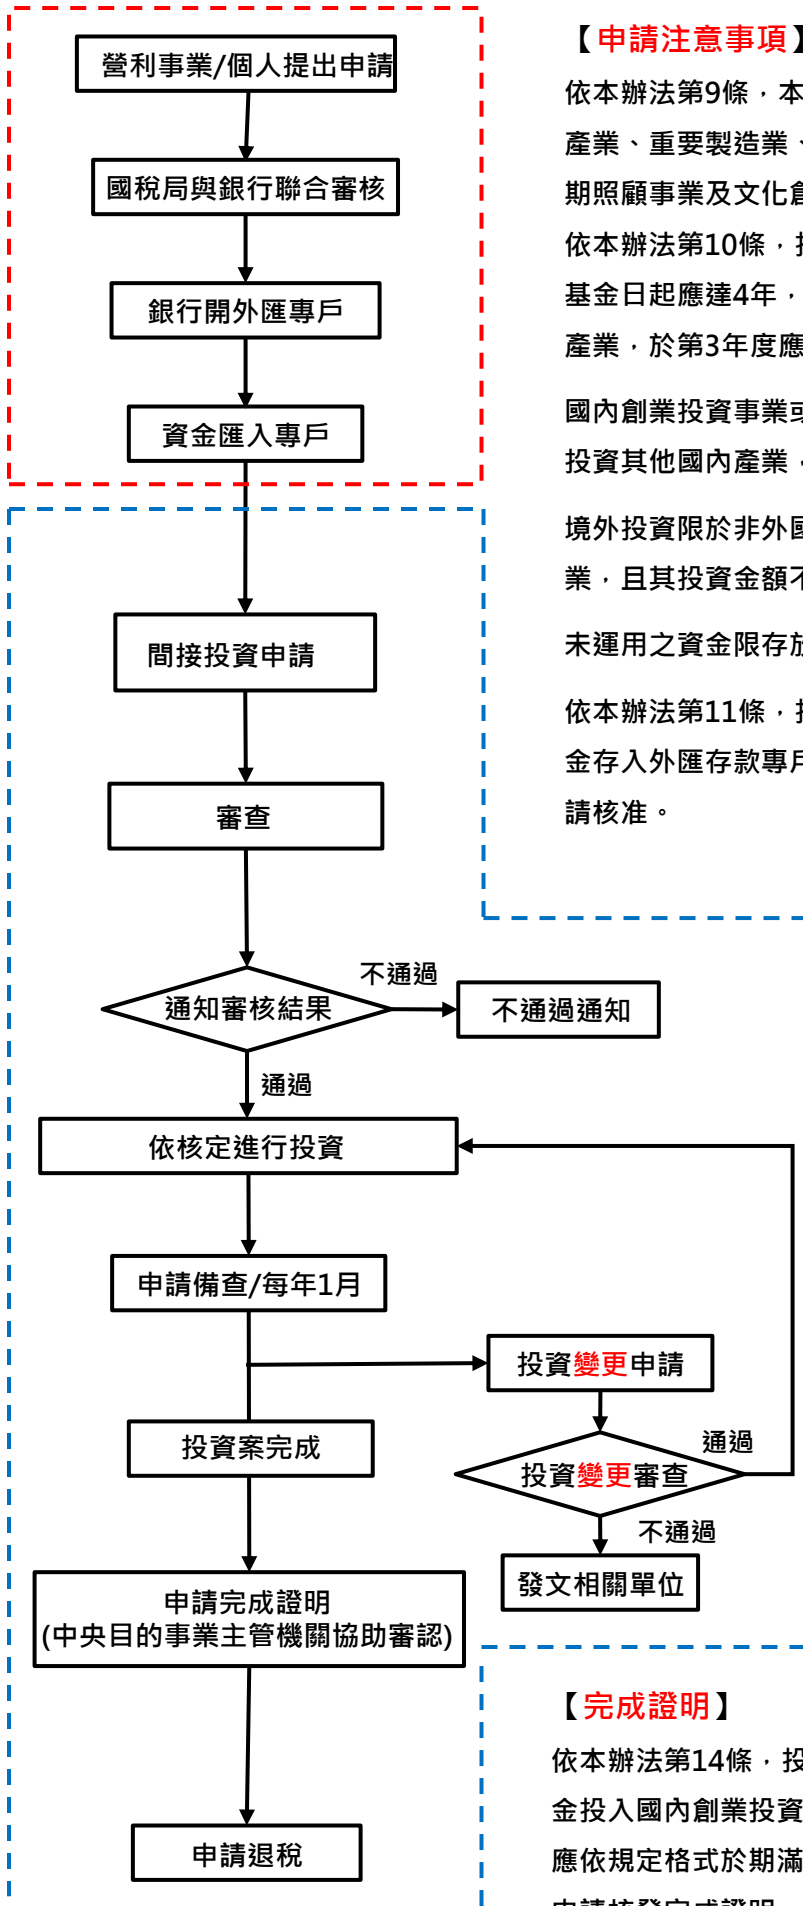 營利事業/個人提出申請
國稅局與銀行聯合審核
銀行開外匯專戶
資金匯入專戶
【申請注意事項】
依本辦法第9條，本
產業、重要製造業、
期照顧事業及文化創
依本辦法第10條，投
基金日起應達4年，
產業，於第3年度應
國內創業投資事業或
投資其他國內產業，
境外投資限於非外國
業，且其投資金額不
未運用之資金限存放
依本辦法第11條，投
金存入外匯存款專戶
請核准。
間接投資申請
審查
通知審核結果
不通過
不通過通知
通過
依核定進行投資
申請備查/每年1月
投資變更申請
投資案完成
投資變更審查
通過
不通過
發文相關單位
申請完成證明
(中央目的事業主管機關協助審認)
申請退稅
【完成證明】
依本辦法第14條，投
金投入國內創業投資
應依規定格式於期滿
申請核發完成證明